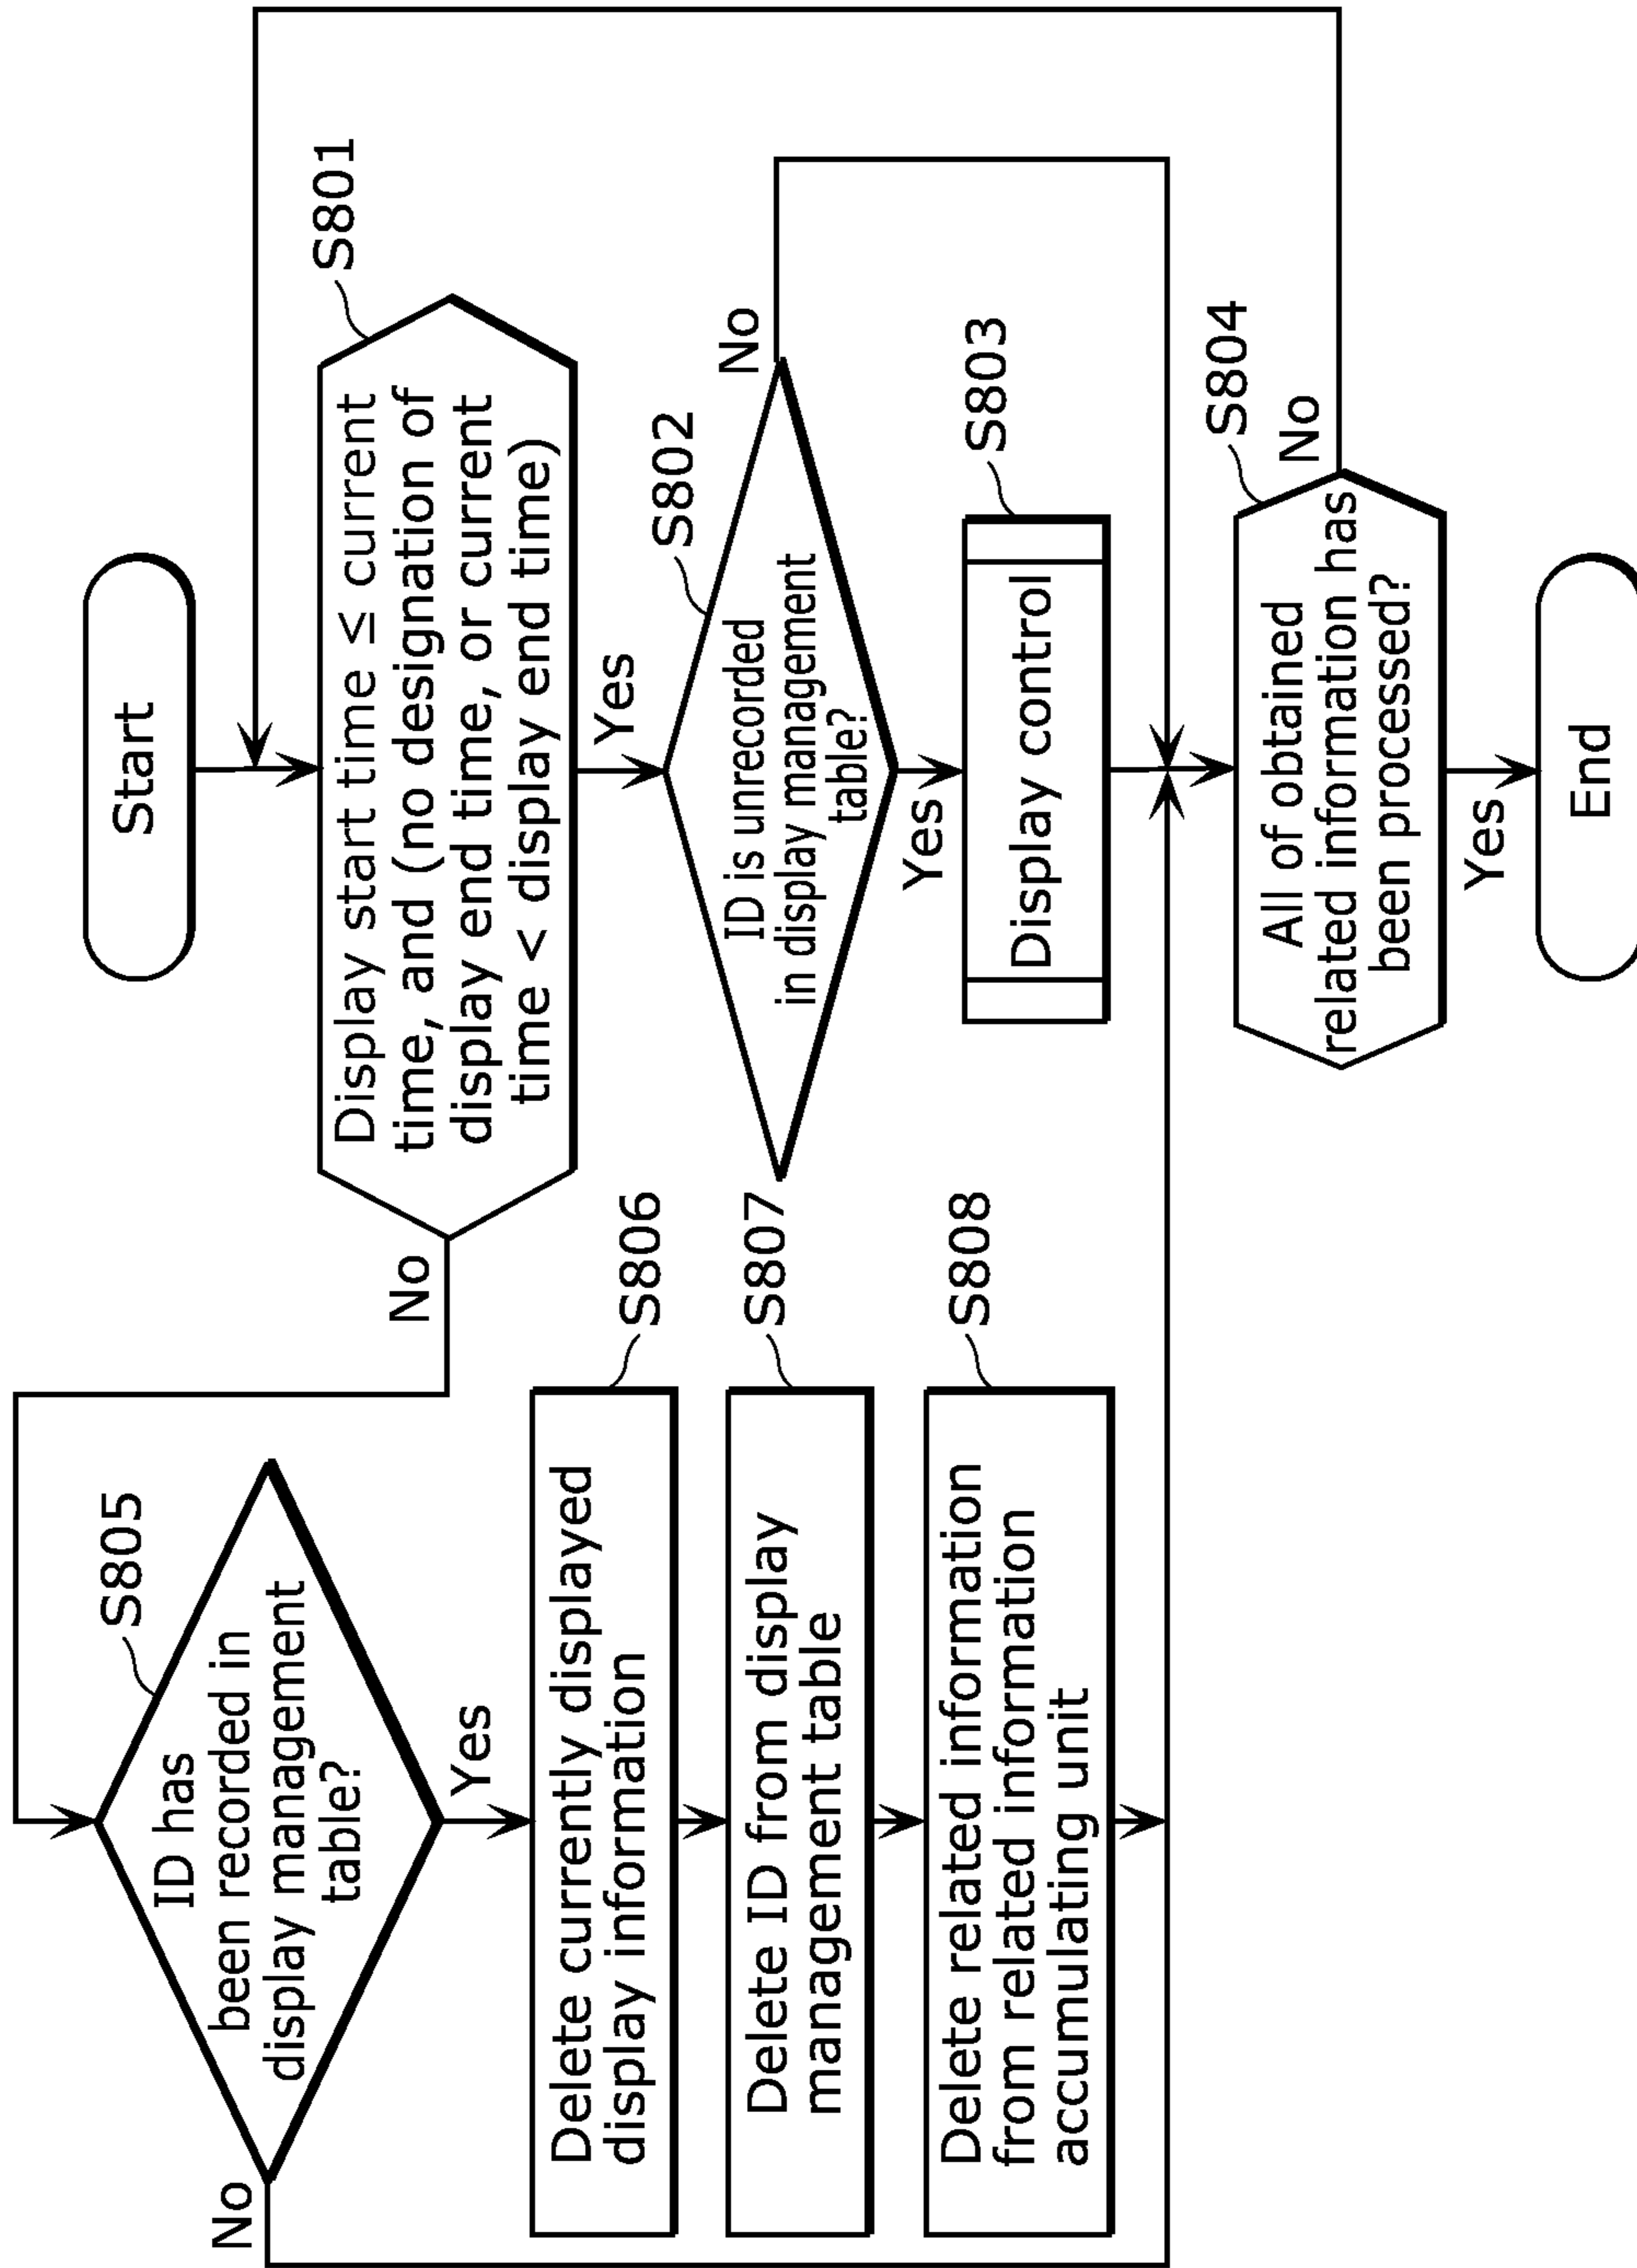 Start
S801
Display start time ≤ current
time, and (no designation of
display end time, or current
time < display end time)
No
Yes
S802
ID is unrecorded
in display management
table?
No
Yes
S803
Display control
S804
All of obtained
related information has
been processed?
No
Yes
End
S805
ID has
been recorded in
display management
table?
No
Yes
S806
Delete currently displayed
display information
S807
Delete ID from display
management table
S808
Delete related information
from related information
accumulating unit